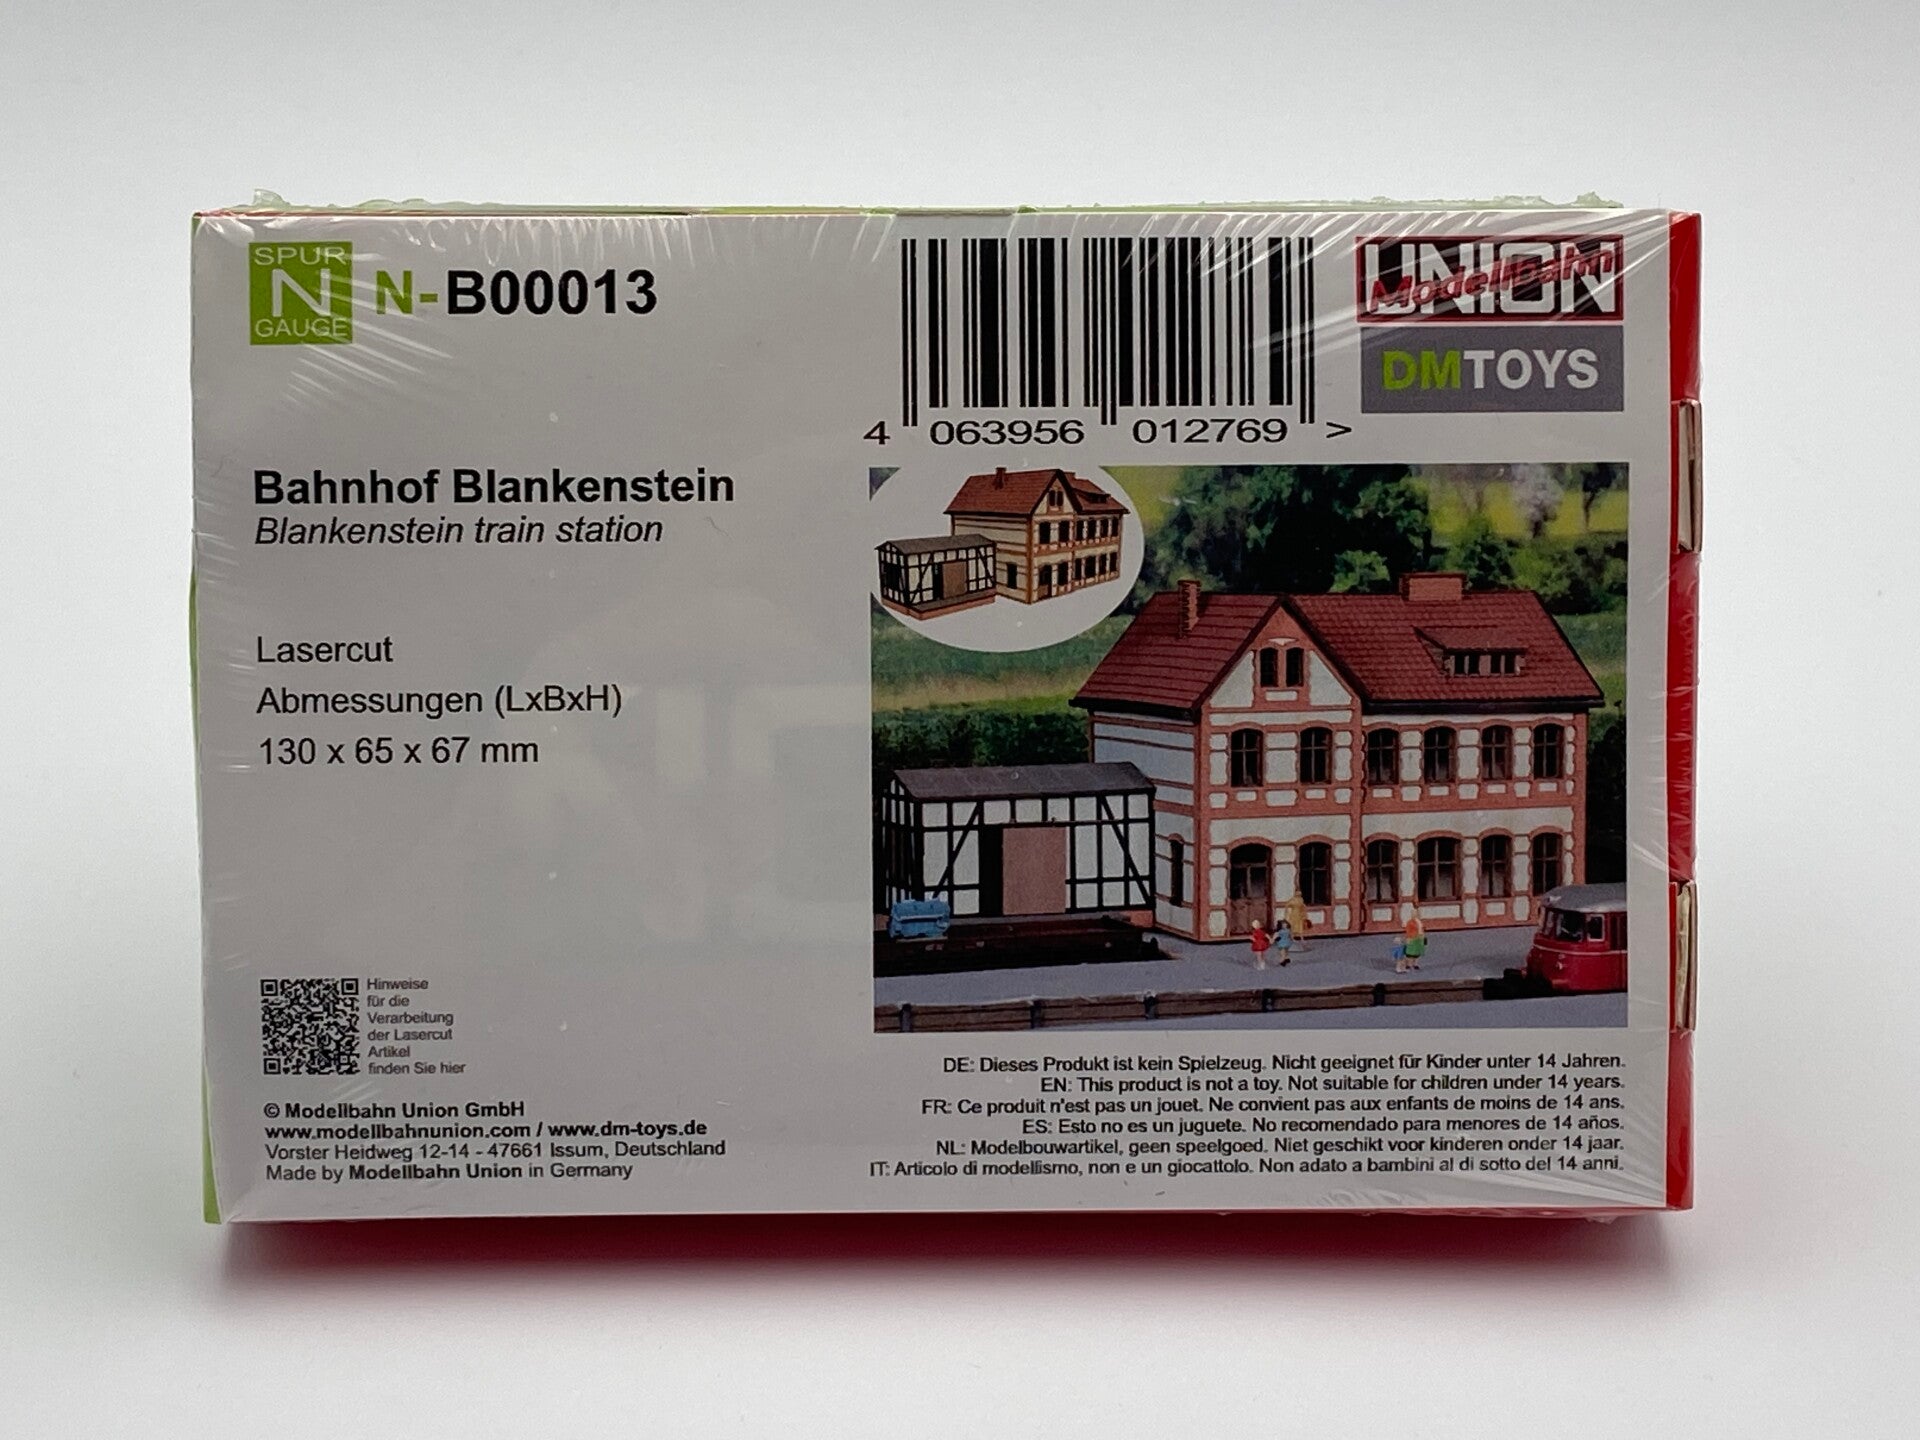 SPUR
N
GAUGE
N-B00013
4 063956 012769 >
UNION
Modellbahn
DMTOYS
Bahnhof Blankenstein
Blankenstein train station
Lasercut
Abmessungen (LxBxH)
130 x 65 x 67 mm
Hinweise
für die
Verarbeitung
der Lasercut
Artikel
finden Sie hier
© Modellbahn Union GmbH
www.modellbahnunion.com / www.dm-toys.de
Vorster Heidweg 12-14 - 47661 Issum, Deutschland
Made by Modellbahn Union in Germany
DE: Dieses Produkt ist kein Spielzeug. Nicht geeignet für Kinder unter 14 Jahren.
EN: This product is not a toy. Not suitable for children under 14 years.
FR: Ce produit n'est pas un jouet. Ne convient pas aux enfants de moins de 14 ans.
ES: Esto no es un juguete. No recomendado para menores de 14 años.
NL: Modelbouwartikel, geen speelgoed. Niet geschikt voor kinderen onder 14 jaar.
IT: Articolo di modellismo, non e un giocattolo. Non adato a bambini al di sotto del 14 anni.